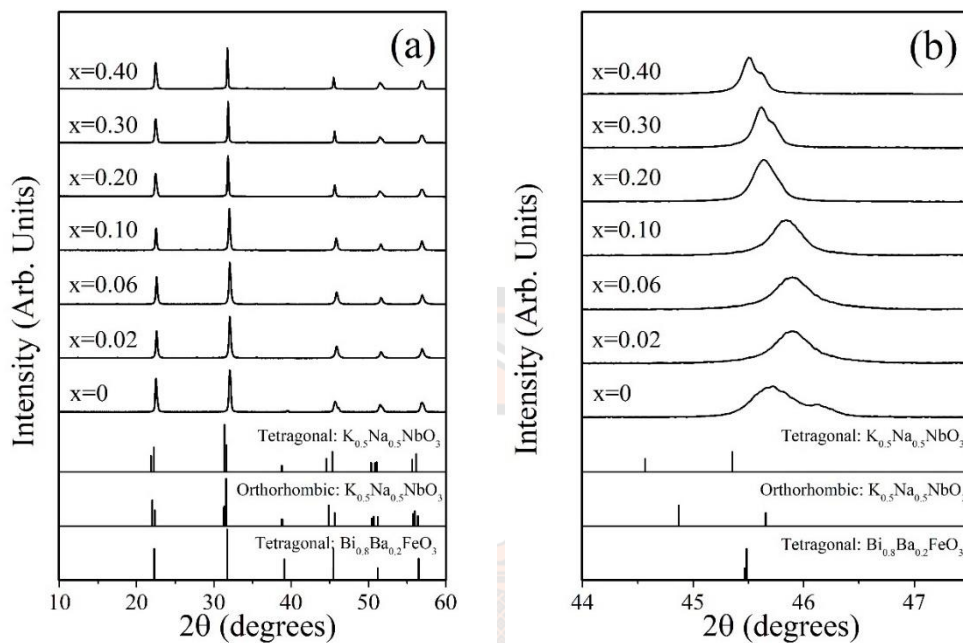 (a)
x=0.40
x=0.30
x=0.20
x=0.10
x=0.06
x=0.02
x=0
Tetragonal: K₀.₅Na₀.₅NbO₃
Orthorhombic: K₀.₅Na₀.₅NbO₃
Tetragonal: Bi₀.₈Ba₀.₂FeO₃
10 20 30 40 50 60
2θ (degrees)
Intensity (Arb. Units)
(b)
x=0.40
x=0.30
x=0.20
x=0.10
x=0.06
x=0.02
x=0
Tetragonal: K₀.₅Na₀.₅NbO₃
Orthorhombic: K₀.₅Na₀.₅NbO₃
Tetragonal: Bi₀.₈Ba₀.₂FeO₃
44 45 46 47
2θ (degrees)
Intensity (Arb. Units)